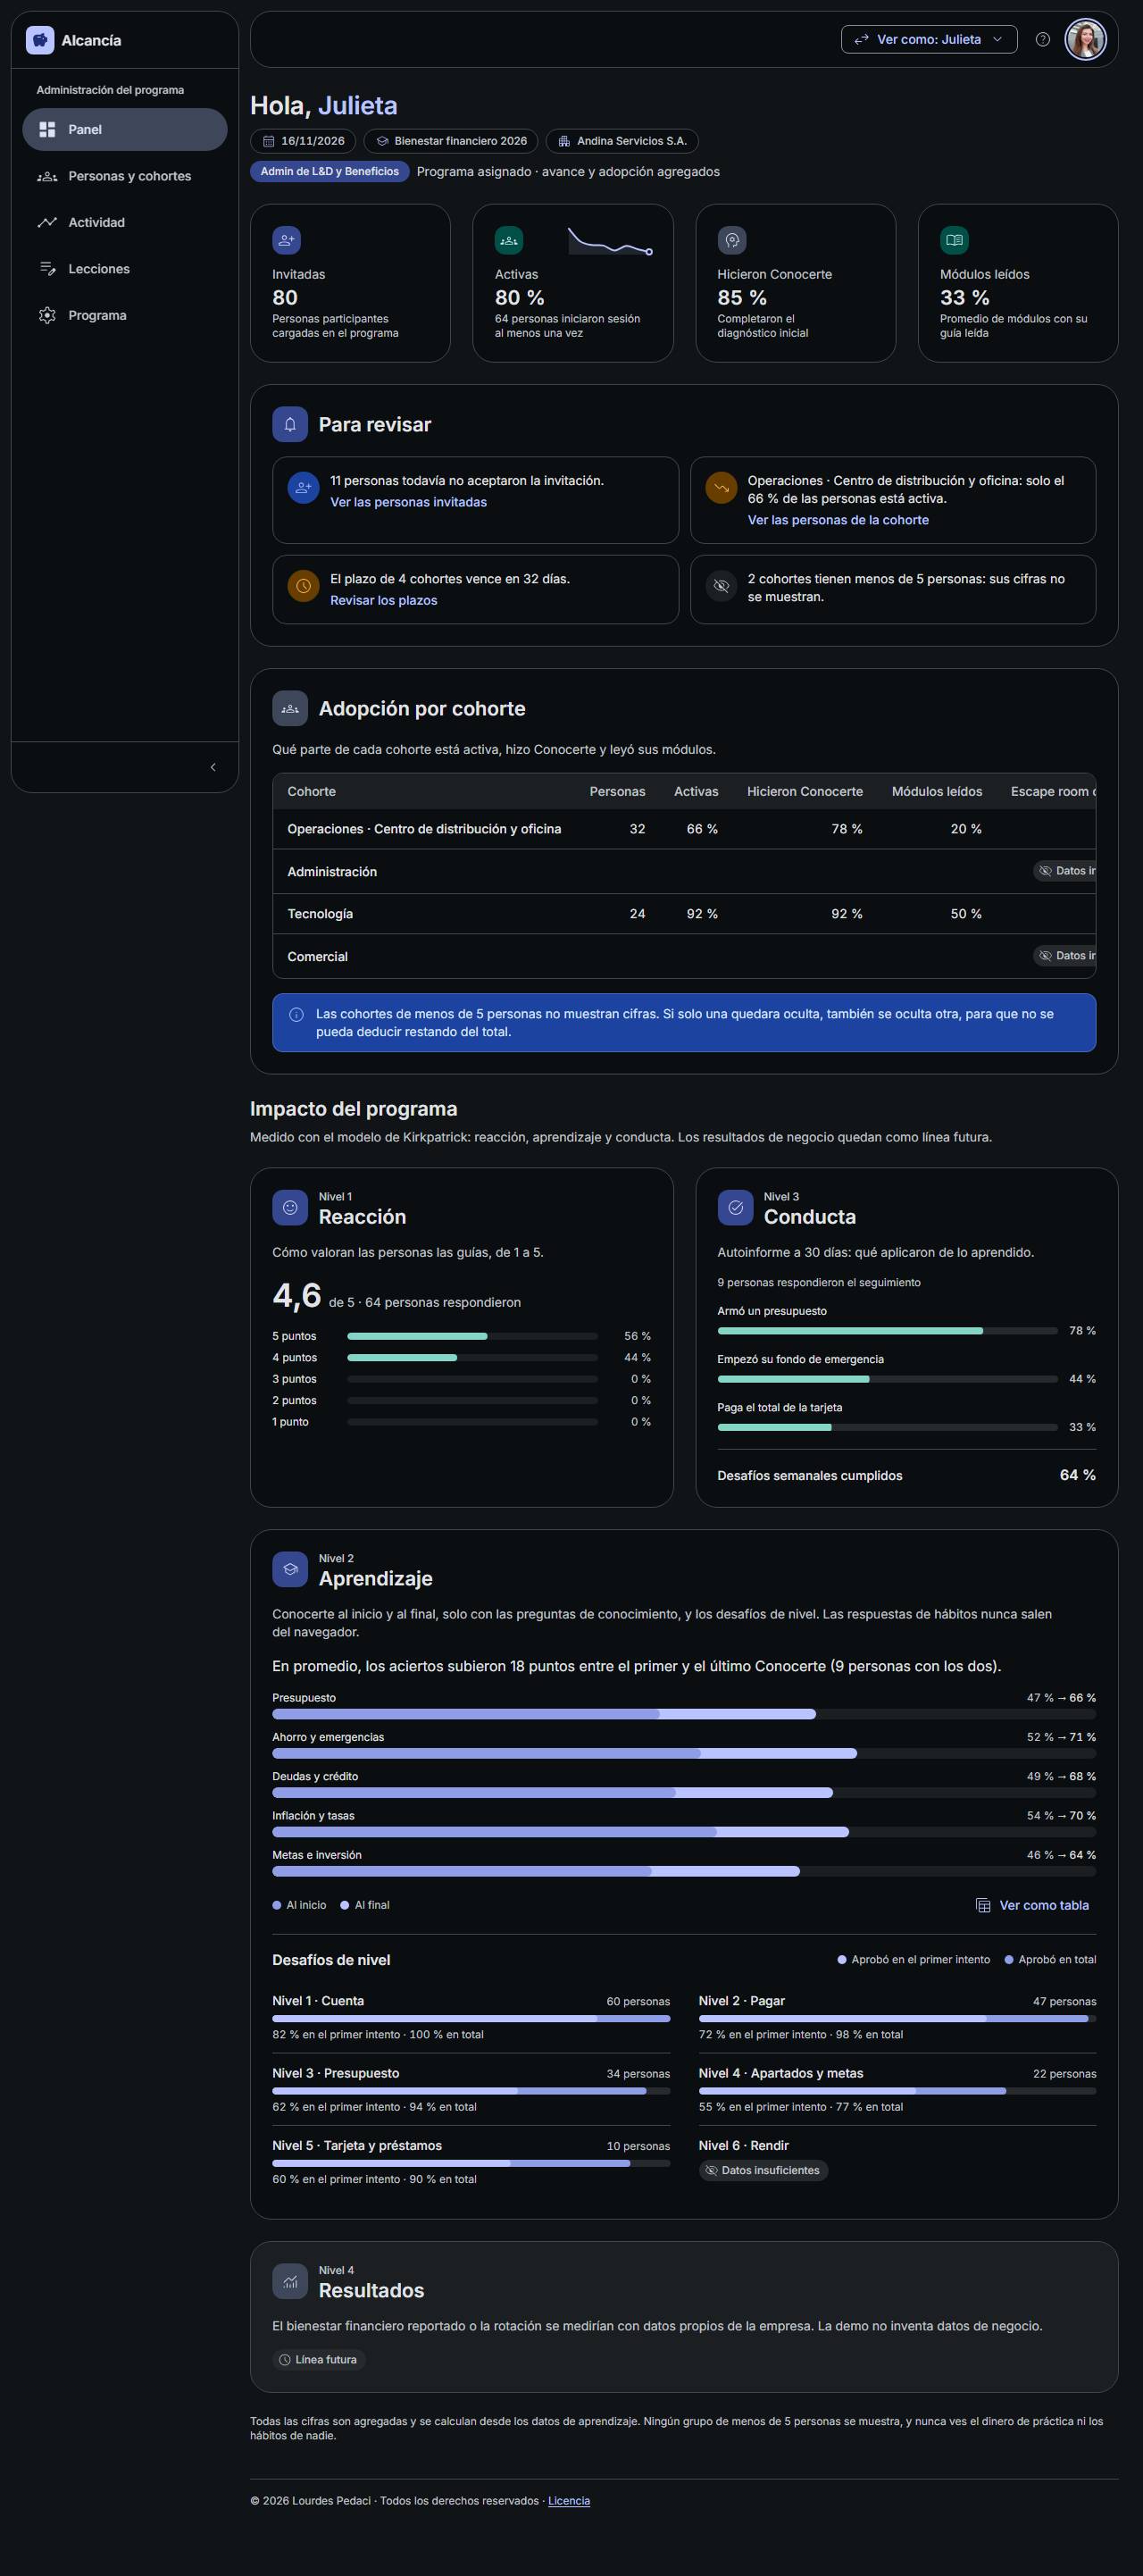 Alcancía
Administración del programa
Panel
Personas y cohortes
Actividad
Lecciones
Programa
Ver como: Julieta
Hola, Julieta
16/11/2026
Bienestar financiero 2026
Andina Servicios S.A.
Admin de L&D y Beneficios
Programa asignado · avance y adopción agregados
Invitadas
80
Personas participantes
cargadas en el programa
Activas
80 %
64 personas iniciaron sesión
al menos una vez
Hicieron Conocerte
85 %
Completaron el
diagnóstico inicial
Módulos leídos
33 %
Promedio de módulos con su
guía leída
Para revisar
11 personas todavía no aceptaron la invitación.
Ver las personas invitadas
Operaciones · Centro de distribución y oficina: solo el
66 % de las personas está activa.
Ver las personas de la cohorte
El plazo de 4 cohortes vence en 32 días.
Revisar los plazos
2 cohortes tienen menos de 5 personas: sus cifras no
se muestran.
Adopción por cohorte
Qué parte de cada cohorte está activa, hizo Conocerte y leyó sus módulos.
Cohorte Personas Activas Hicieron Conocerte Módulos leídos Escape room
Operaciones · Centro de distribución y oficina 32 66 % 78 % 20 %
Administración Datos
Tecnología 24 92 % 92 % 50 %
Comercial Datos
Las cohortes de menos de 5 personas no muestran cifras. Si solo una quedara oculta, también se oculta otra, para que no se
pueda deducir restando del total.
Impacto del programa
Medido con el modelo de Kirkpatrick: reacción, aprendizaje y conducta. Los resultados de negocio quedan como línea futura.
Nivel 1
Reacción
Cómo valoran las personas las guías, de 1 a 5.
4,6 de 5 · 64 personas respondieron
5 puntos 56 %
4 puntos 44 %
3 puntos 0 %
2 puntos 0 %
1 punto 0 %
Nivel 3
Conducta
Autoinforme a 30 días: qué aplicaron de lo aprendido.
9 personas respondieron el seguimiento
Armó un presupuesto
78 %
Empezó su fondo de emergencia
44 %
Paga el total de la tarjeta
33 %
Desafíos semanales cumplidos 64 %
Nivel 2
Aprendizaje
Conocerte al inicio y al final, solo con las preguntas de conocimiento, y los desafíos de nivel. Las respuestas de hábitos nunca salen
del navegador.
En promedio, los aciertos subieron 18 puntos entre el primer y el último Conocerte (9 personas con los dos).
Presupuesto 47 % → 66 %
Ahorro y emergencias 52 % → 71 %
Deudas y crédito 49 % → 68 %
Inflación y tasas 54 % → 70 %
Metas e inversión 46 % → 64 %
Al inicio Al final
Ver como tabla
Desafíos de nivel
Aprobó en el primer intento Aprobó en total
Nivel 1 · Cuenta 60 personas
82 % en el primer intento · 100 % en total
Nivel 2 · Pagar 47 personas
72 % en el primer intento · 98 % en total
Nivel 3 · Presupuesto 34 personas
62 % en el primer intento · 94 % en total
Nivel 4 · Apartados y metas 22 personas
55 % en el primer intento · 77 % en total
Nivel 5 · Tarjeta y préstamos 10 personas
60 % en el primer intento · 90 % en total
Nivel 6 · Rendir
Datos insuficientes
Nivel 4
Resultados
El bienestar financiero reportado o la rotación se medirían con datos propios de la empresa. La demo no inventa datos de negocio.
Línea futura
Todas las cifras son agregadas y se calculan desde los datos de aprendizaje. Ningún grupo de menos de 5 personas se muestra, y nunca ves el dinero de práctica ni los
hábitos de nadie.
© 2026 Lourdes Pedaci · Todos los derechos reservados · Licencia